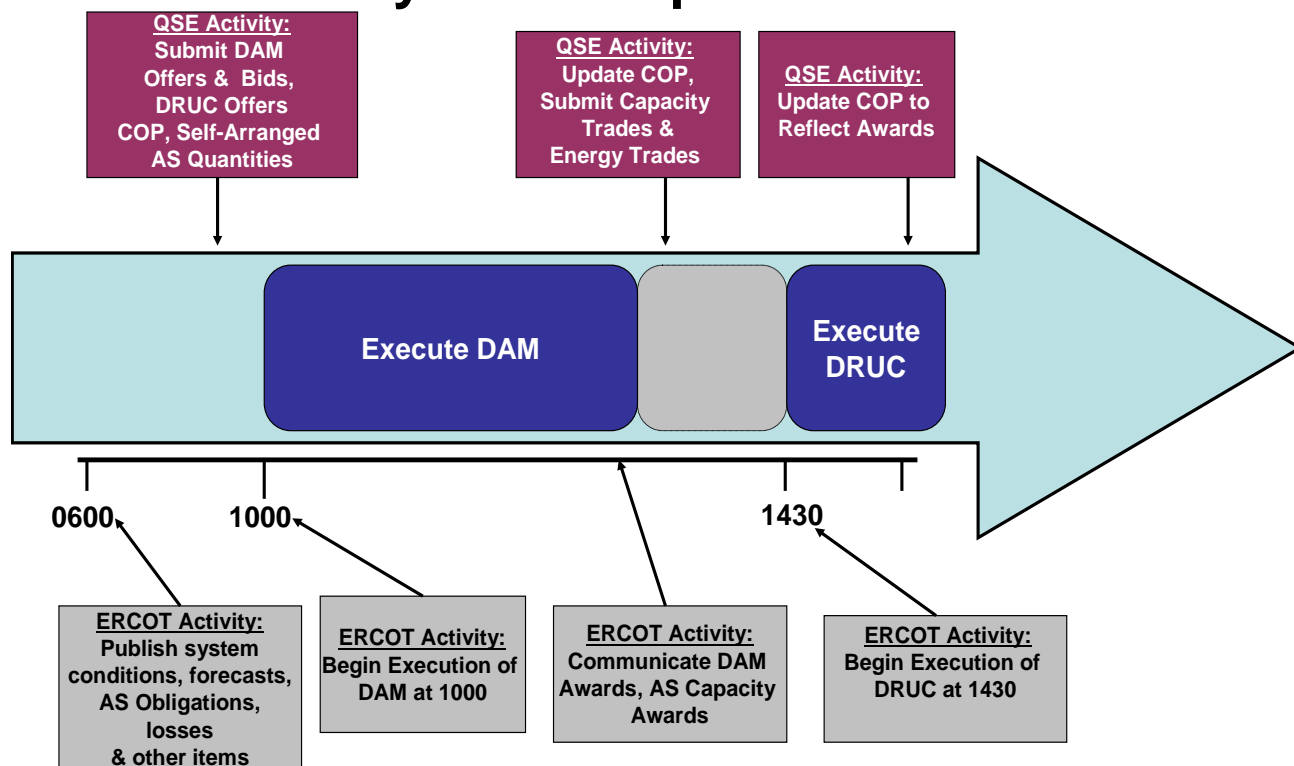 QSE Activity:
Submit DAM
Offers & Bids,
DRUC Offers
COP, Self-Arranged
AS Quantities
QSE Activity:
Update COP,
Submit Capacity
Trades &
Energy Trades
QSE Activity:
Update COP to
Reflect Awards
Execute DAM
Execute
DRUC
0600
1000
1430
ERCOT Activity:
Publish system
conditions, forecasts,
AS Obligations,
losses
& other items
ERCOT Activity:
Begin Execution of
DAM at 1000
ERCOT Activity:
Communicate DAM
Awards, AS Capacity
Awards
ERCOT Activity:
Begin Execution of
DRUC at 1430